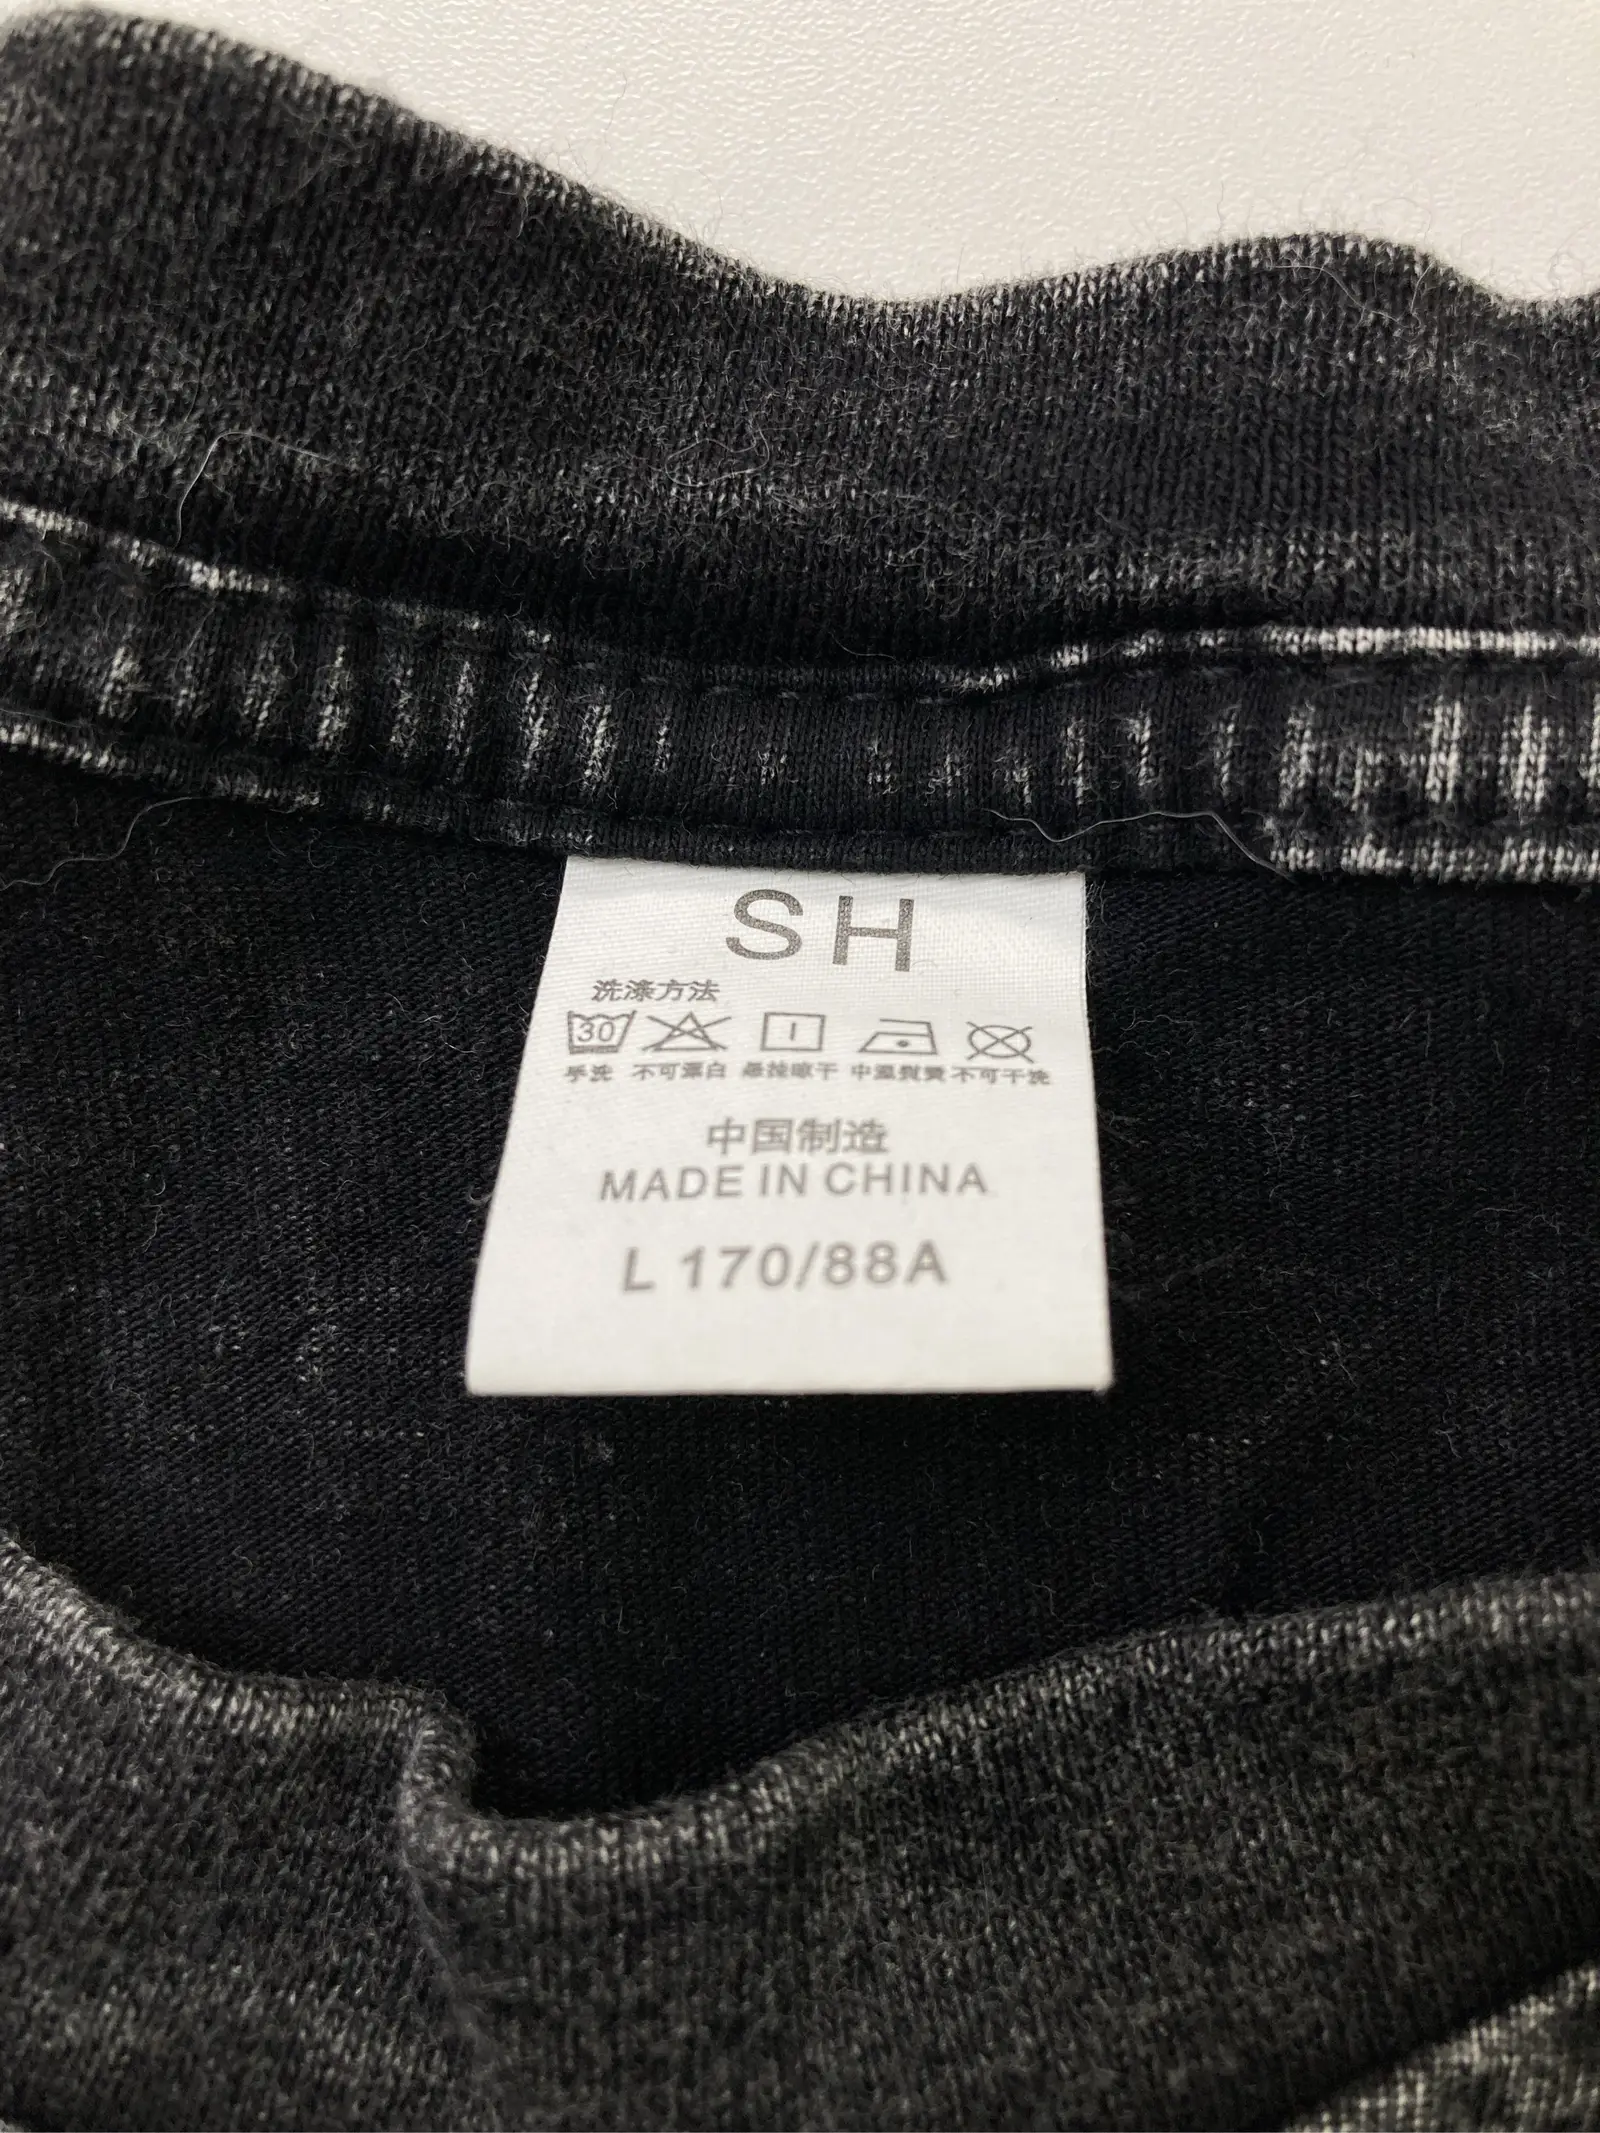 SH
洗涤方法
30
手洗 不可漂白 悬挂晾干 中温熨烫 不可干洗
中国制造
MADE IN CHINA
L 170/88A